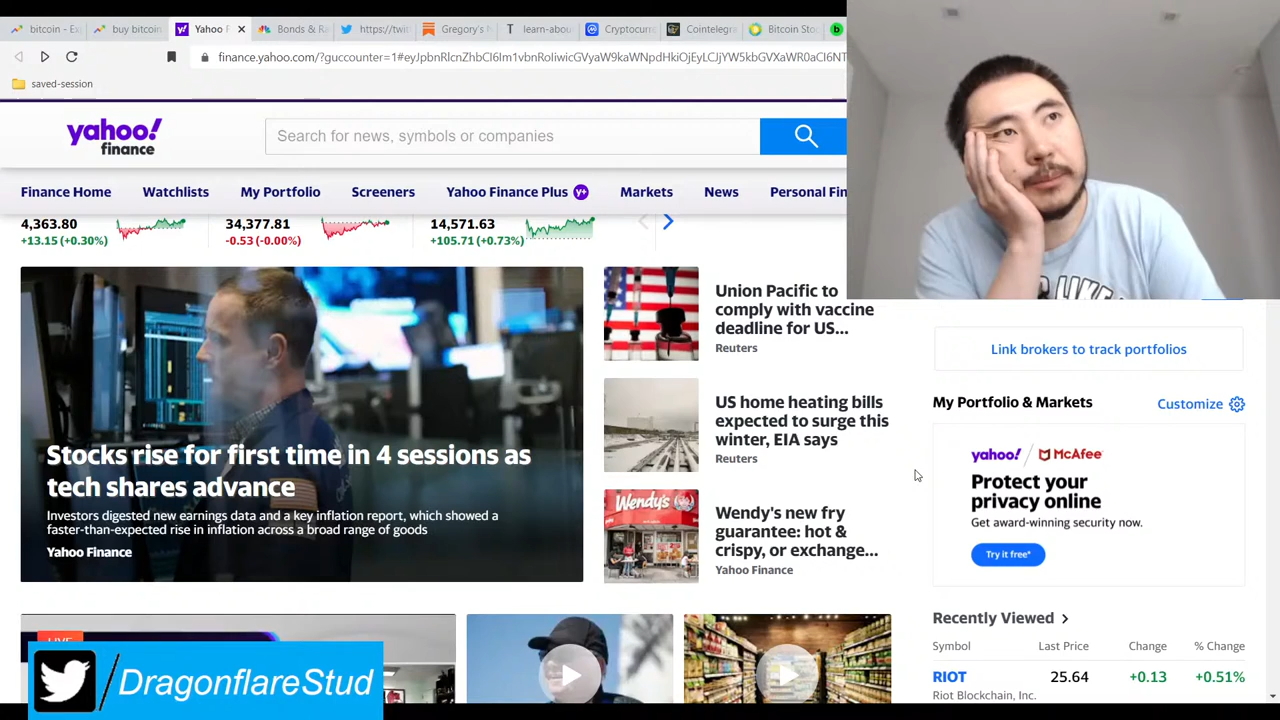 bitcoin - Ex
buy bitcoin
Yahoo F
Bonds & Ra
https://twi
Gregory's
learn-abou
Cryptocurr
Cointelegra
Bitcoin Sto
finance.yahoo.com/?guccounter=1#eyJpbnRlcnZhbCI6Im1vbnRoIiwicGVyaW9kaWNpdHkiOjEyLCJjYW5kbGVXaWR0aCI6NT
saved-session
yahoo!
finance
Search for news, symbols or companies
Finance Home
Watchlists
My Portfolio
Screeners
Yahoo Finance Plus
Markets
News
Personal Fin
4,363.80
+13.15 (+0.30%)
34,377.81
-0.53 (-0.00%)
14,571.63
+105.71 (+0.73%)
Stocks rise for first time in 4 sessions as
tech shares advance
Investors digested new earnings data and a key inflation report, which showed a
faster-than-expected rise in inflation across a broad range of goods
Yahoo Finance
Union Pacific to
comply with vaccine
deadline for US...
Reuters
US home heating bills
expected to surge this
winter, EIA says
Reuters
Wendy's
Wendy's new fry
guarantee: hot &
crispy, or exchange...
Yahoo Finance
Link brokers to track portfolios
My Portfolio & Markets
Customize
yahoo! / McAfee
Protect your
privacy online
Get award-winning security now.
Try it free*
Recently Viewed
Symbol Last Price Change % Change
RIOT 25.64 +0.13 +0.51%
Riot Blockchain, Inc.
LIVE
DragonflareStud